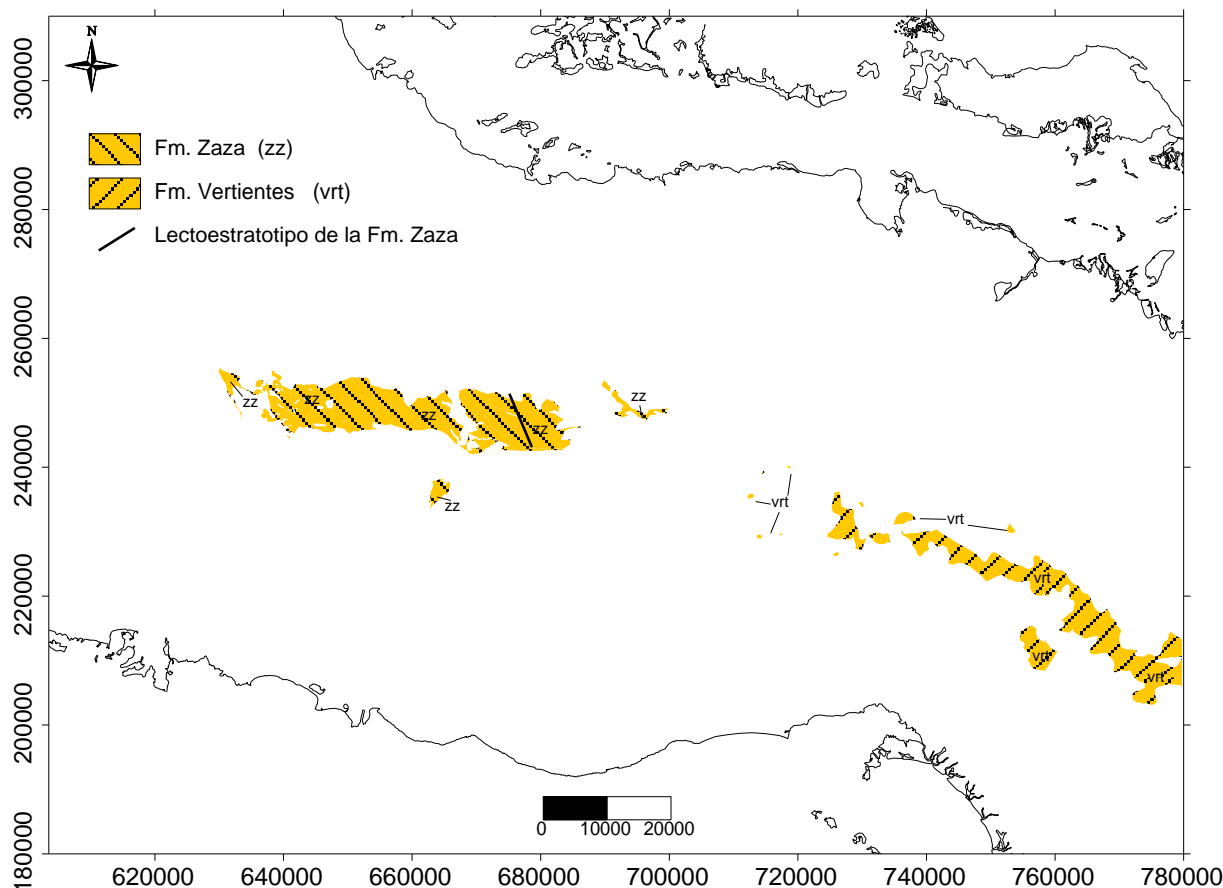 N
Fm. Zaza (zz)
Fm. Vertientes (vrt)
Lectoestratotipo de la Fm. Zaza
300000
280000
260000
240000
220000
200000
180000
zz
zz
zz
zz
zz
zz
vrt
vrt
vrt
vrt
vrt
0 10000 20000
620000 640000 660000 680000 700000 720000 740000 760000 780000